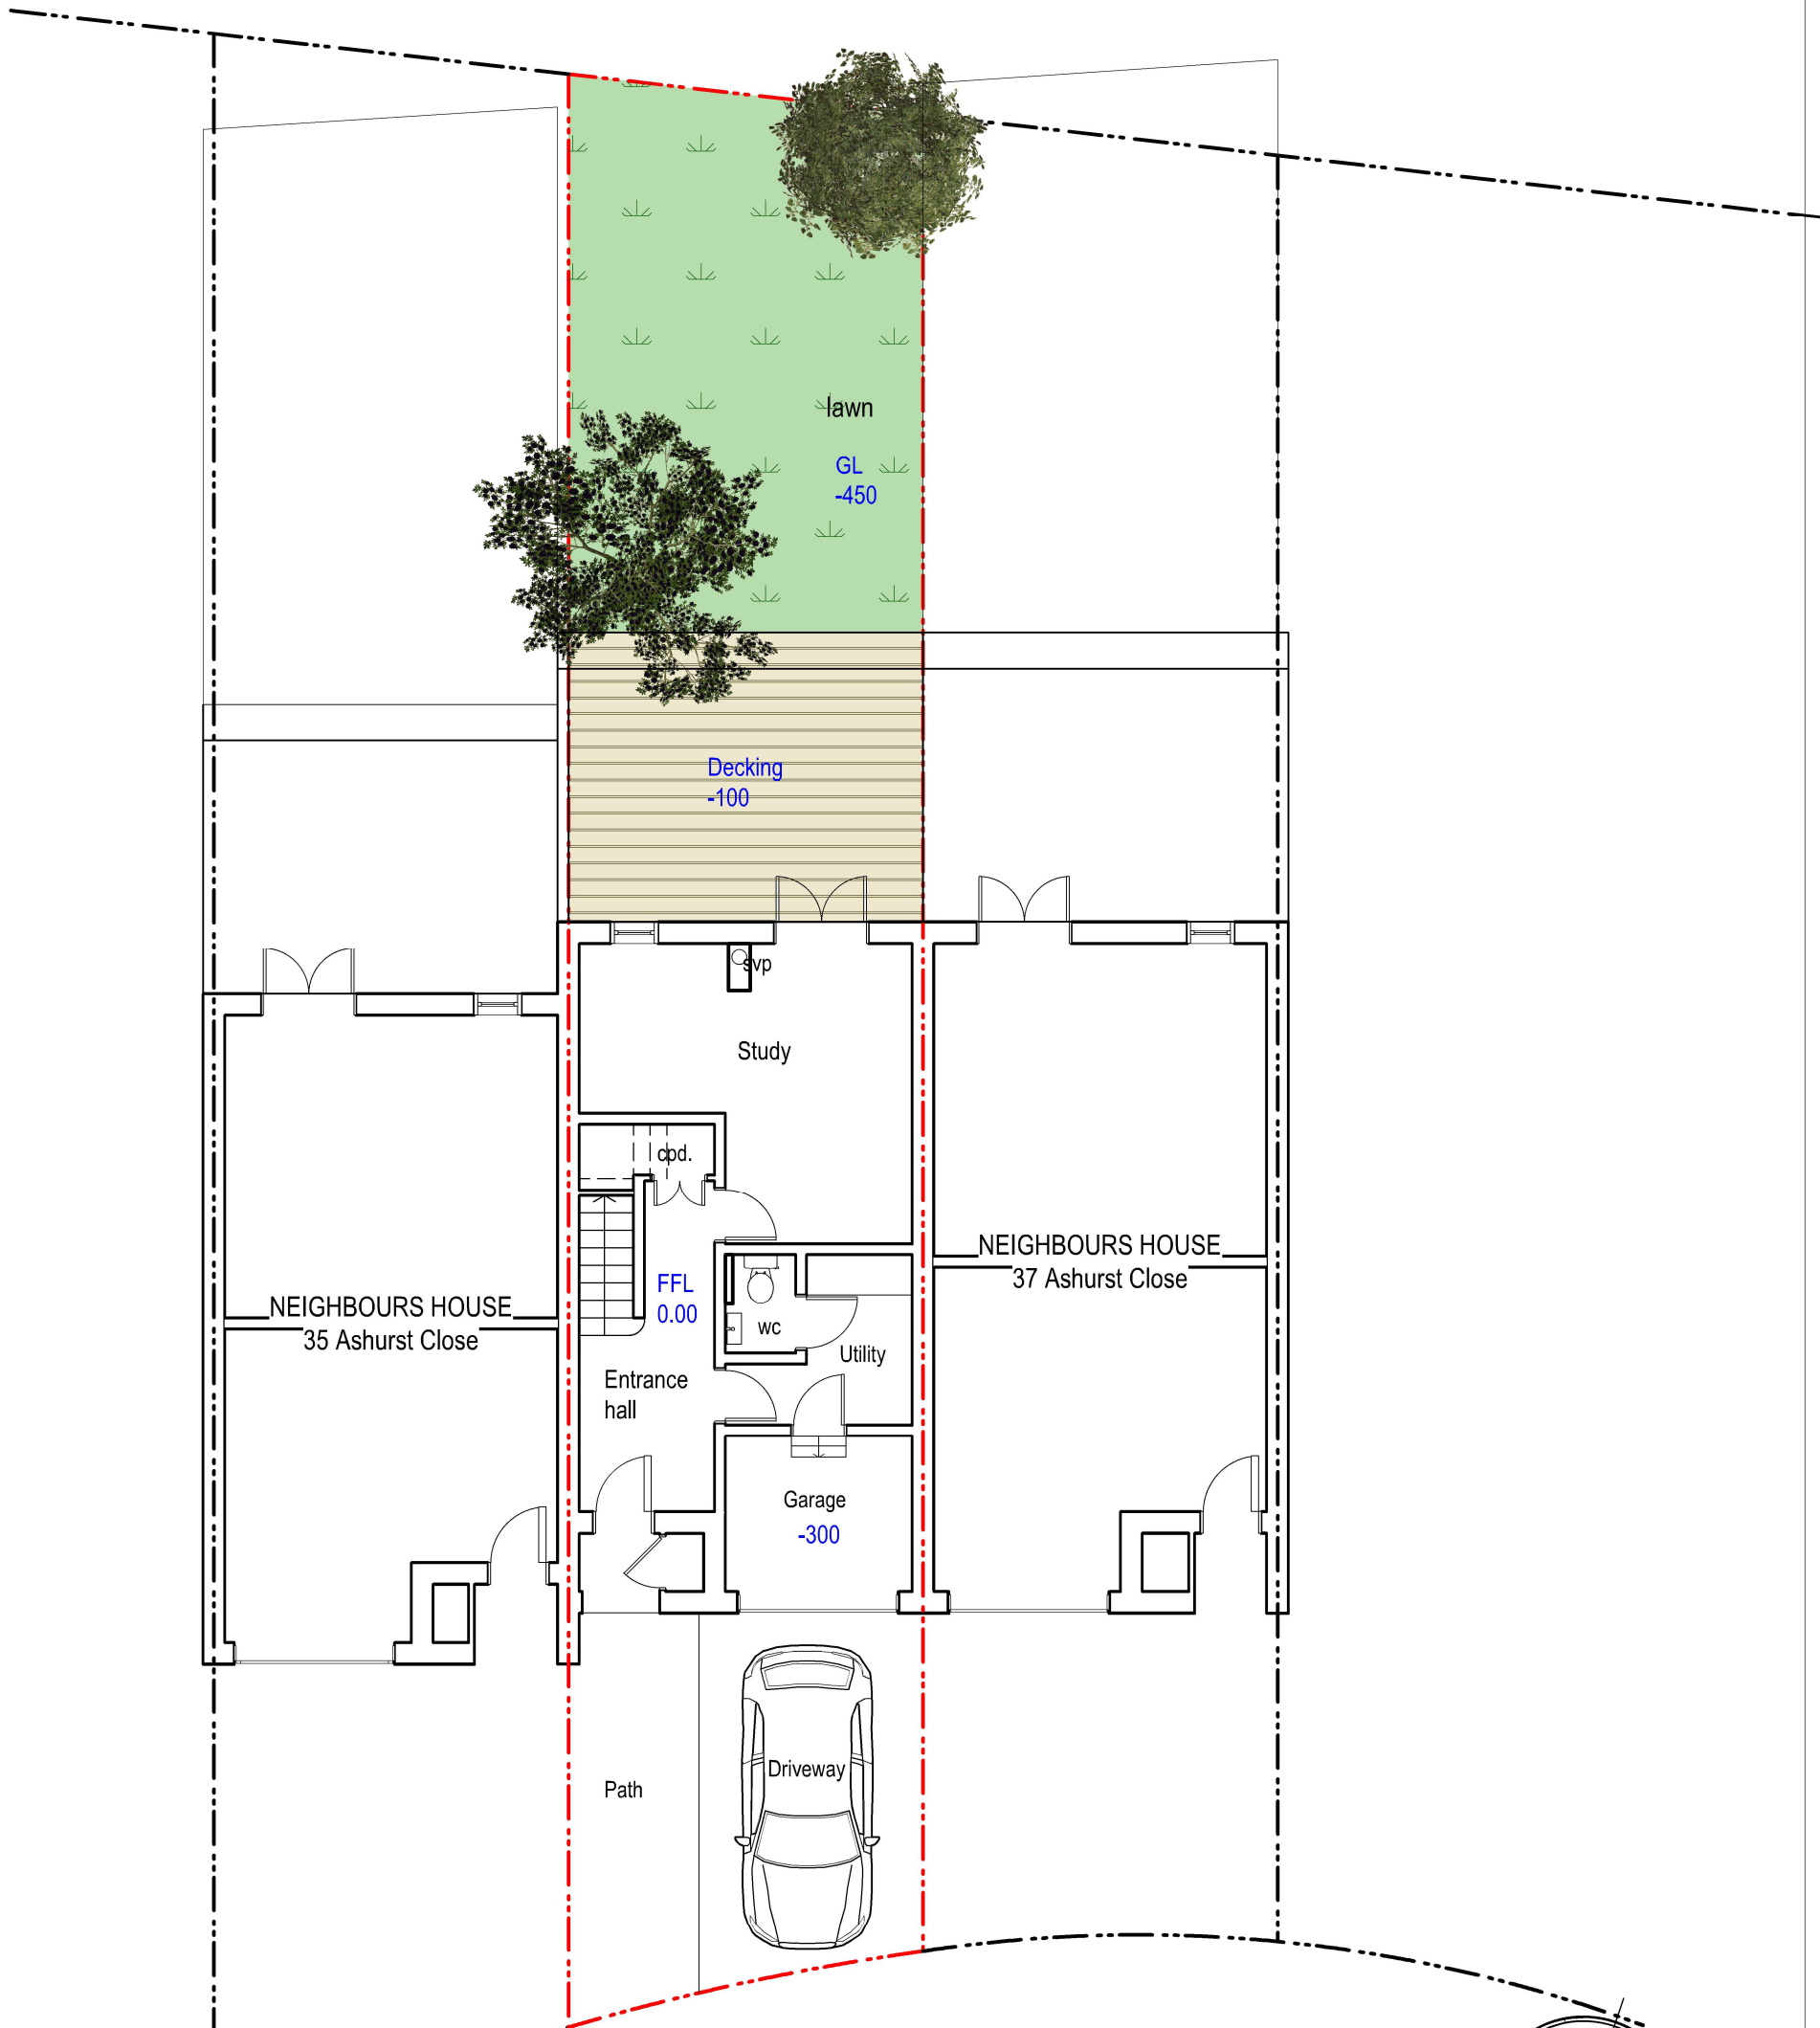 lawn
GL
-450
Decking
-100
svp
Study
cpd.
NEIGHBOURS HOUSE
37 Ashurst Close
FFL
0.00
NEIGHBOURS HOUSE
35 Ashurst Close
wc
Utility
Entrance
hall
Garage
-300
Driveway
Path